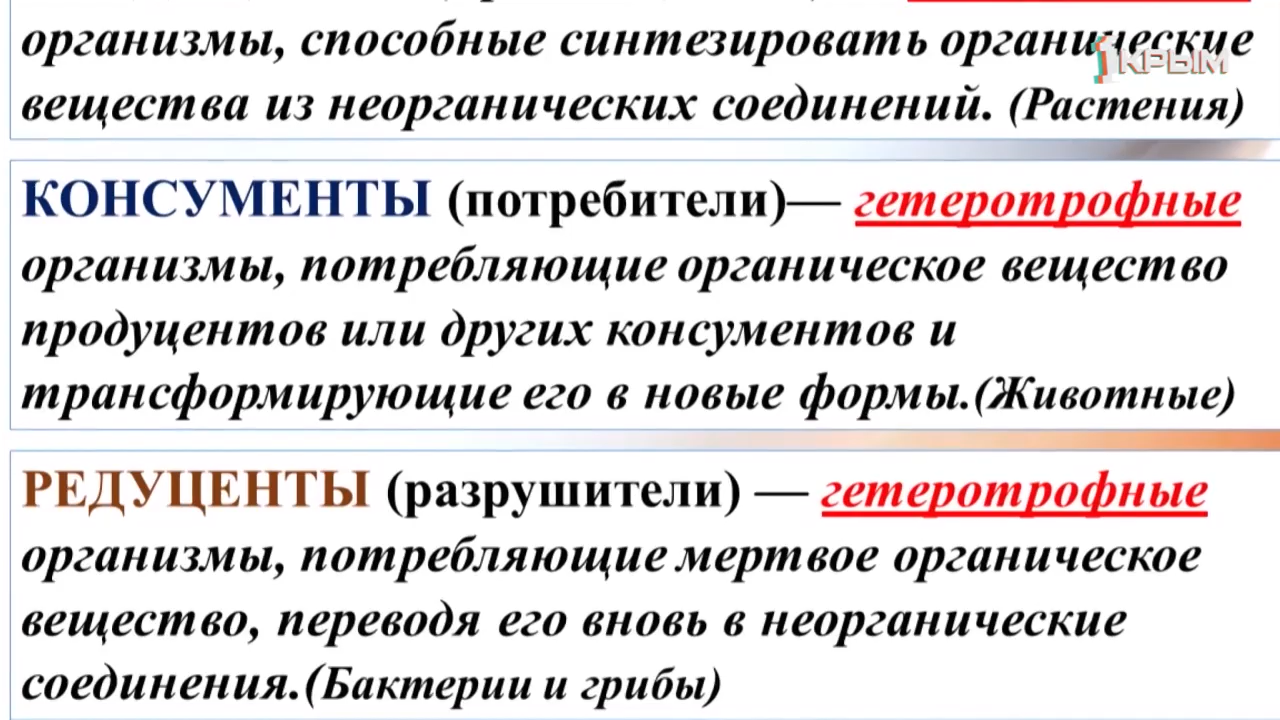 организмы, способные синтезировать органические
1КРЫМ
вещества из неорганических соединений. (Растения)
КОНСУМЕНТЫ (потребители)— гетеротрофные
организмы, потребляющие органическое вещество
продуцентов или других консументов и
трансформирующие его в новые формы.(Животные)
РЕДУЦЕНТЫ (разрушители) — гетеротрофные
организмы, потребляющие мертвое органическое
вещество, переводя его вновь в неорганические
соединения.(Бактерии и грибы)